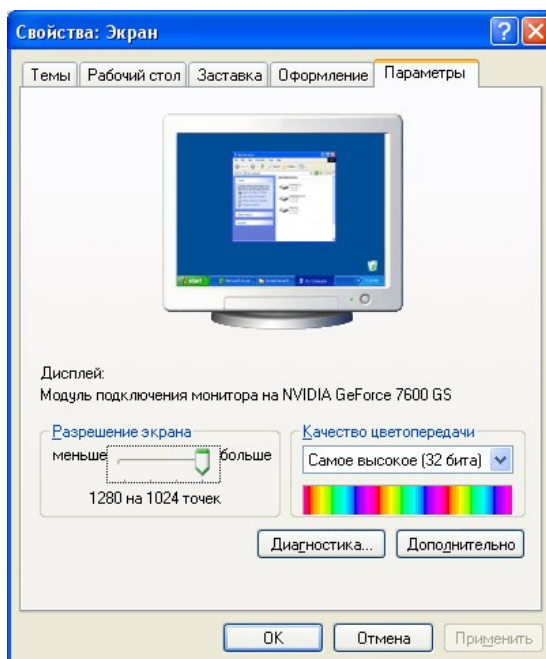 Свойства: Экран
Темы Рабочий стол Заставка Оформление Параметры
start
Дисплей:
Модуль подключения монитора на NVIDIA GeForce 7600 GS
Разрешение экрана
меньше больше
1280 на 1024 точек
Качество цветопередачи
Самое высокое (32 бита)
Диагностика... Дополнительно
OK Отмена Применить